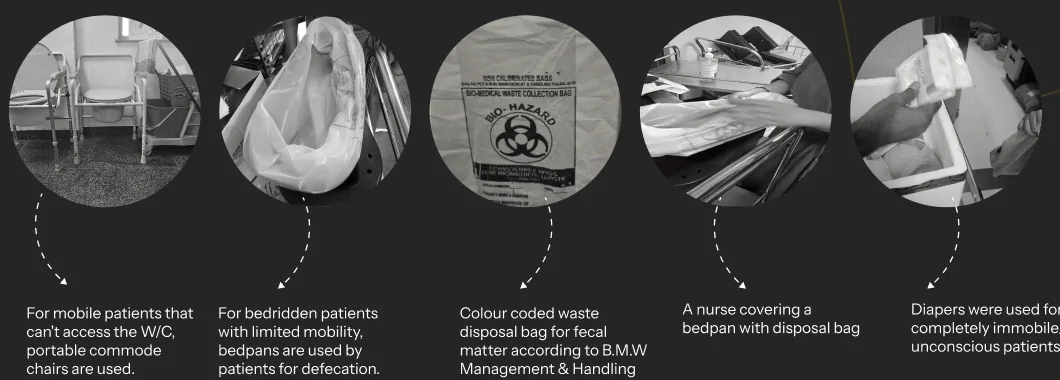 NON CHLORINATED BAGS
BIO-MEDICAL WASTE COLLECTION BAG
BIO-HAZARD
For mobile patients that
can't access the W/C,
portable commode
chairs are used.
For bedridden patients
with limited mobility,
bedpans are used by
patients for defecation.
Colour coded waste
disposal bag for fecal
matter according to B.M.W
Management & Handling
A nurse covering a
bedpan with disposal bag
Diapers were used for
completely immobile,
unconscious patients